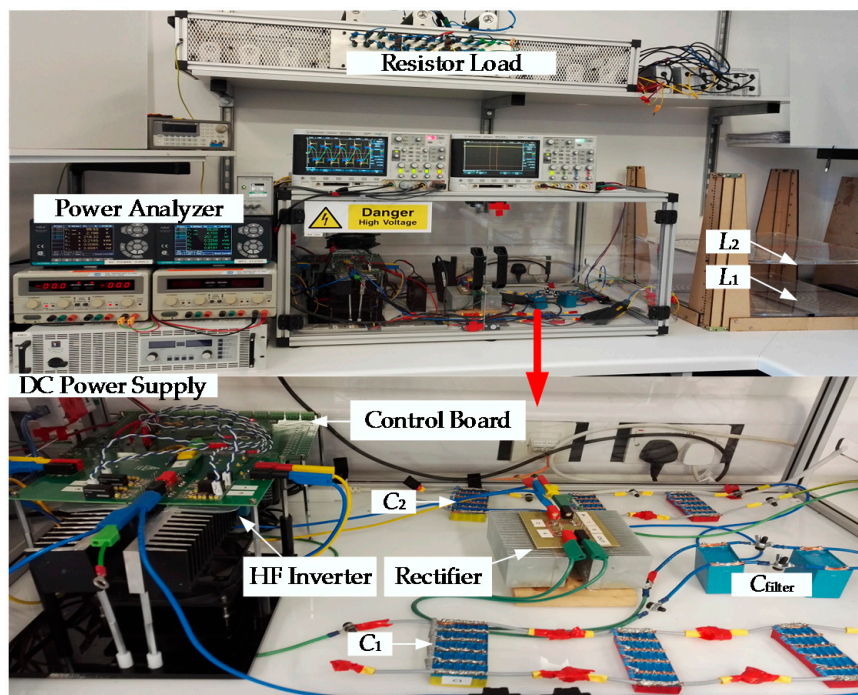 Resistor Load
Power Analyzer
Danger
High Voltage
L2
L1
DC Power Supply
Control Board
C2
HF Inverter
Rectifier
Cfilter
C1